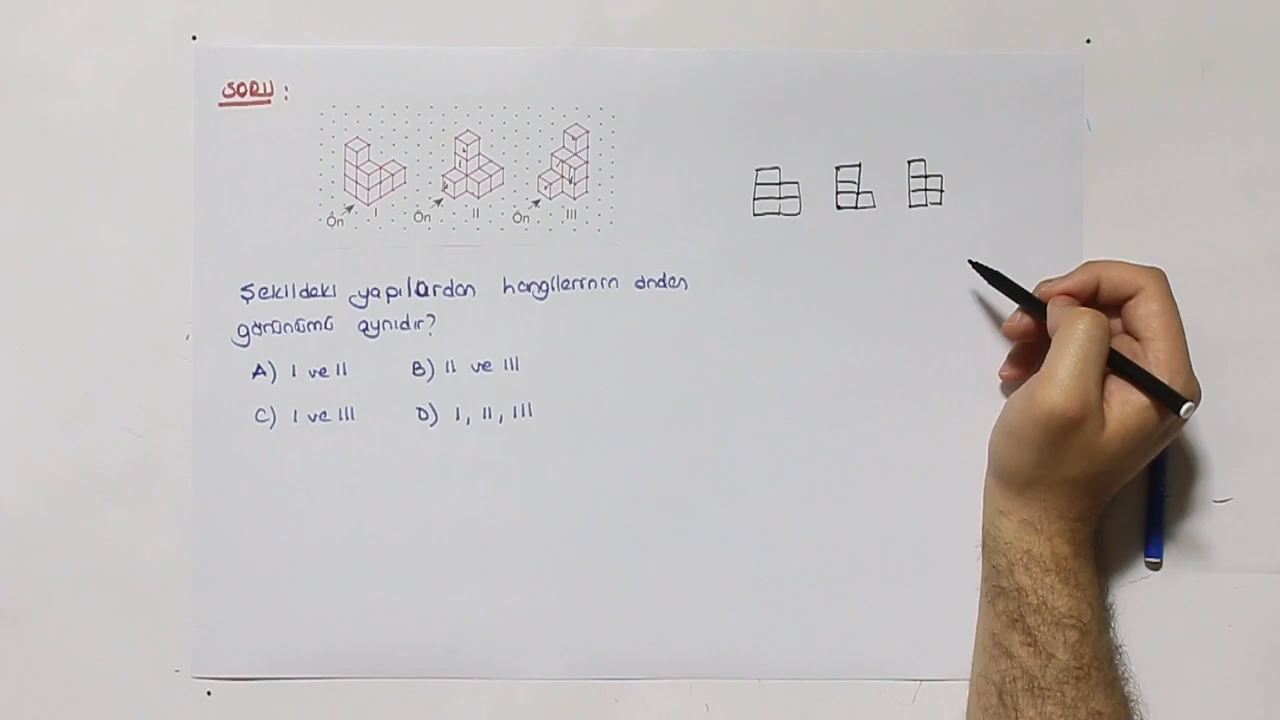 SORU :
Ön I Ön II Ön III
Şekildeki yapılardan hangilerinin önden
görünümü aynıdır?
A) I ve II B) II ve III
C) I ve III D) I, II, III